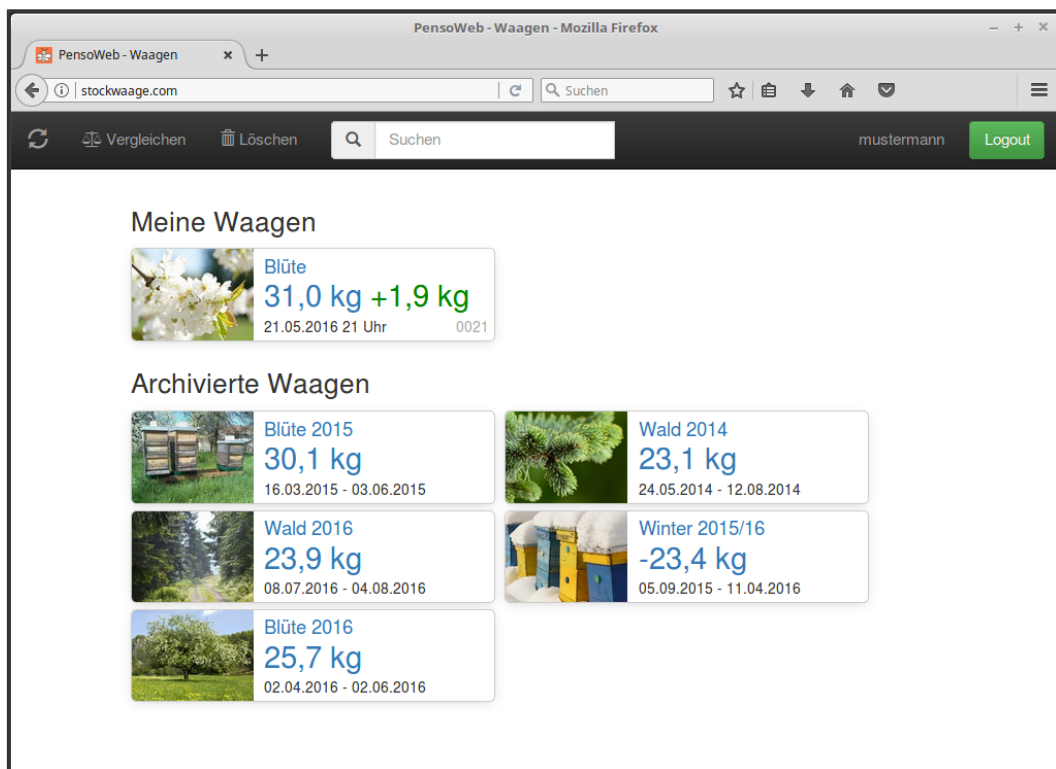 PensoWeb - Waagen - Mozilla Firefox
PensoWeb - Waagen
stockwaage.com
Suchen
Vergleichen
Löschen
Suchen
mustermann
Logout
Meine Waagen
Blüte
31,0 kg +1,9 kg
21.05.2016 21 Uhr 0021
Archivierte Waagen
Blüte 2015
30,1 kg
16.03.2015 - 03.06.2015
Wald 2014
23,1 kg
24.05.2014 - 12.08.2014
Wald 2016
23,9 kg
08.07.2016 - 04.08.2016
Winter 2015/16
-23,4 kg
05.09.2015 - 11.04.2016
Blüte 2016
25,7 kg
02.04.2016 - 02.06.2016